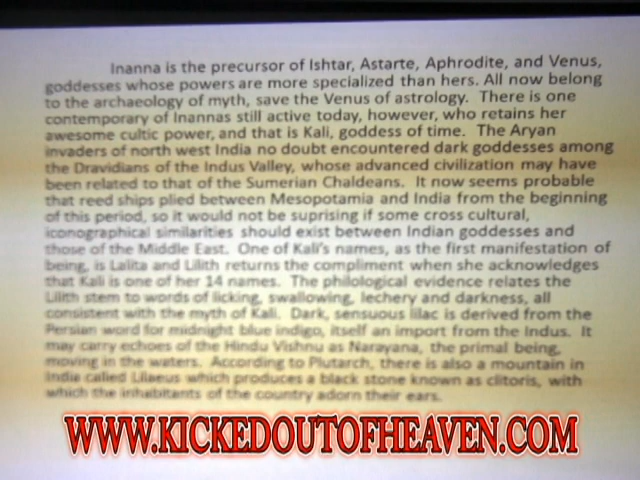 Inanna is the precursor of Ishtar, Astarte, Aphrodite, and Venus,
goddesses whose powers are more specialized than hers. All now belong
to the archaeology of myth, save the Venus of astrology. There is one
contemporary of Inannas still active today, however, who retains her
awesome cultic power, and that is Kali, goddess of time. The Aryan
invaders of north west India no doubt encountered dark goddesses among
the Dravidians of the Indus Valley, whose advanced civilization may have
been related to that of the Sumerian Chaldeans. It now seems probable
that reed ships plied between Mesopotamia and India from the beginning
of this period, so it would not be suprising if some cross cultural,
iconographical similarities should exist between Indian goddesses and
those of the Middle East. One of Kali's names, as the first manifestation of
being, is Lalita and Lilith returns the compliment when she acknowledges
that Kali is one of her 14 names. The philological evidence relates the
Lilith stem to words of licking, swallowing, lechery and darkness, all
consistent with the myth of Kali. Dark, sensuous lilac is derived from the
Persian word for midnight blue indigo, itself an import from the Indus. It
may carry echoes of the Hindu Vishnu as Narayana, the primal being,
moving in the waters. According to Plutarch, there is also a mountain in
India called Lilaeus which produces a black stone known as clitoris, with
which the inhabitants of the country adorn their ears.
WWW.KICKEDOUTOFHEAVEN.COM